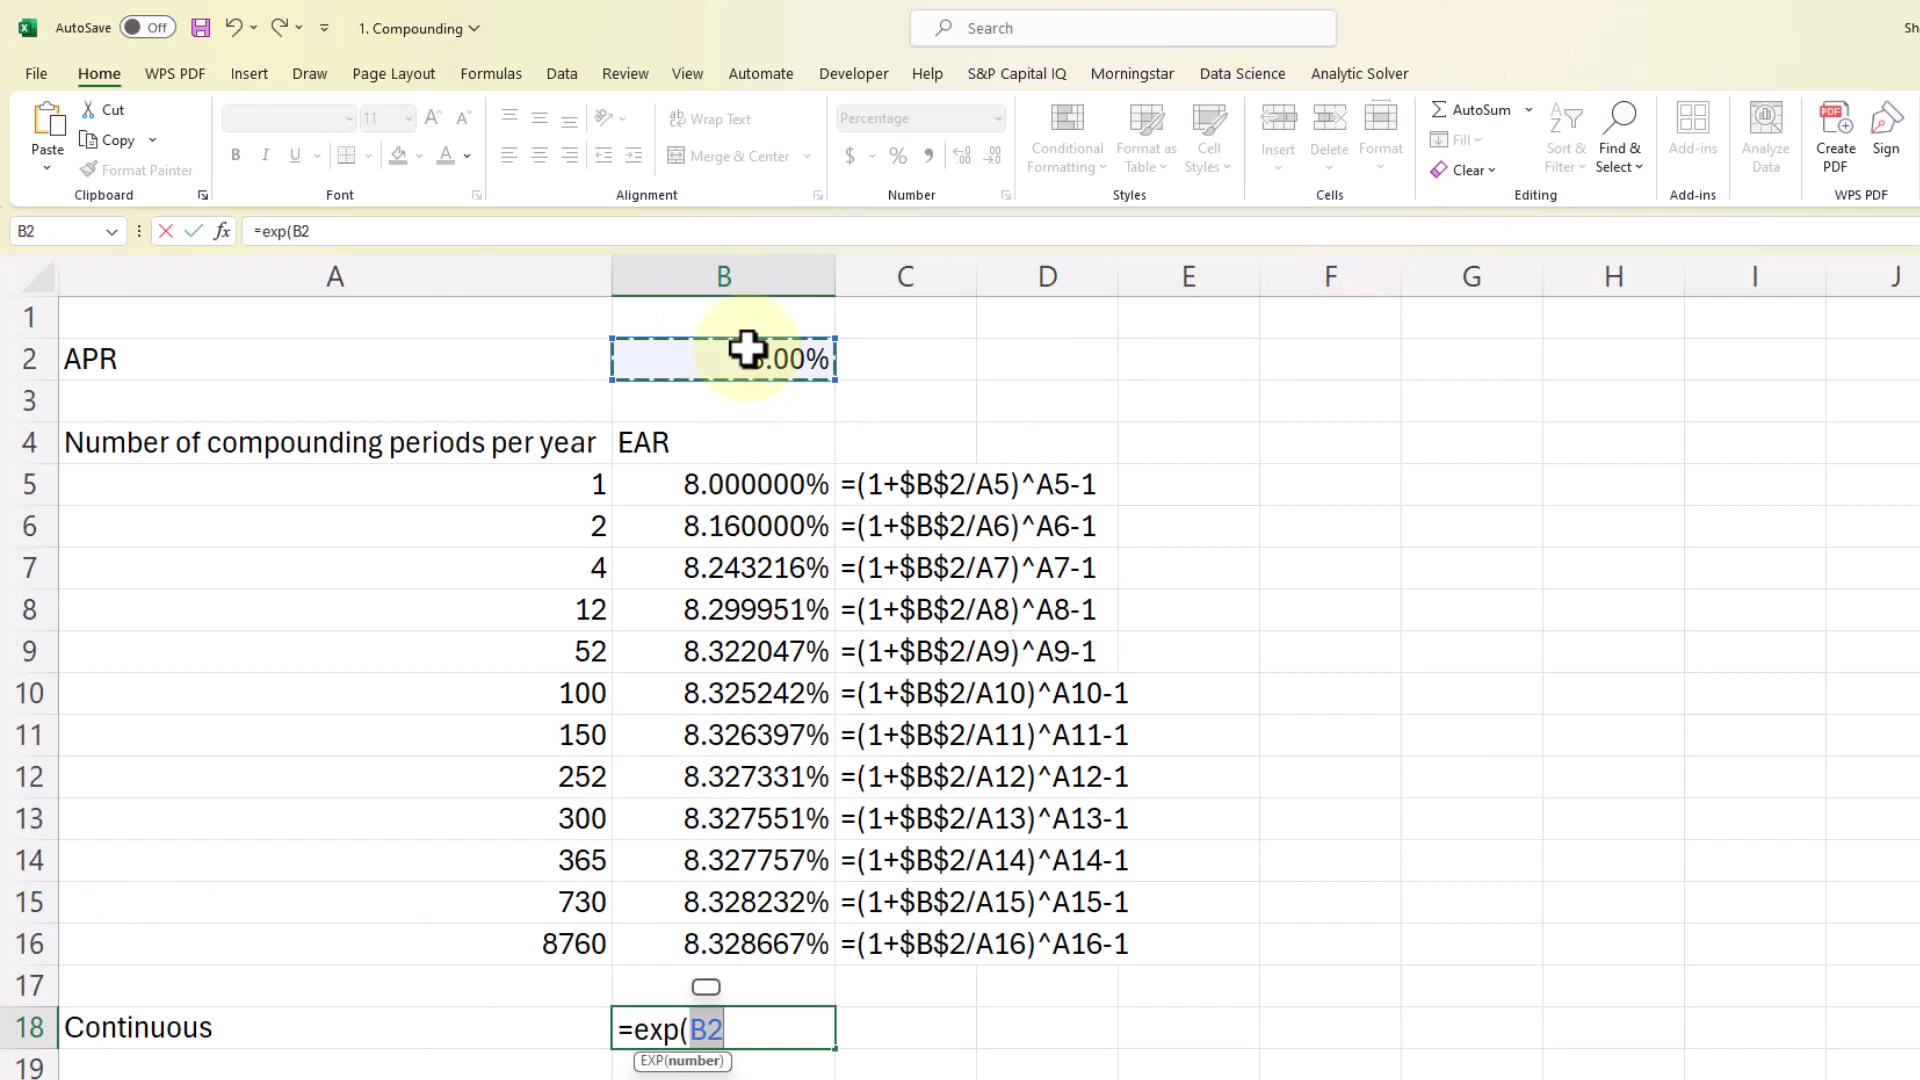 AutoSave Off 1. Compounding Search Sh
File Home WPS PDF Insert Draw Page Layout Formulas Data Review View Automate Developer Help S&P Capital IQ Morningstar Data Science Analytic Solver
Paste Cut Copy Format Painter
11
Wrap Text
Merge & Center
Percentage
Conditional Formatting Format as Table Cell Styles
Insert Delete Format
AutoSum Fill Clear
Sort & Filter Find & Select
Add-ins Analyze Data Create PDF Sign
Clipboard Font Alignment Number Styles Cells Editing Add-ins WPS PDF
B2 fx =exp(B2
A B C D E F G H I J
1
2 APR .00%
3
4 Number of compounding periods per year EAR
5 1 8.000000% =(1+$B$2/A5)^A5-1
6 2 8.160000% =(1+$B$2/A6)^A6-1
7 4 8.243216% =(1+$B$2/A7)^A7-1
8 12 8.299951% =(1+$B$2/A8)^A8-1
9 52 8.322047% =(1+$B$2/A9)^A9-1
10 100 8.325242% =(1+$B$2/A10)^A10-1
11 150 8.326397% =(1+$B$2/A11)^A11-1
12 252 8.327331% =(1+$B$2/A12)^A12-1
13 300 8.327551% =(1+$B$2/A13)^A13-1
14 365 8.327757% =(1+$B$2/A14)^A14-1
15 730 8.328232% =(1+$B$2/A15)^A15-1
16 8760 8.328667% =(1+$B$2/A16)^A16-1
17
18 Continuous =exp(B2
EXP(number)
19